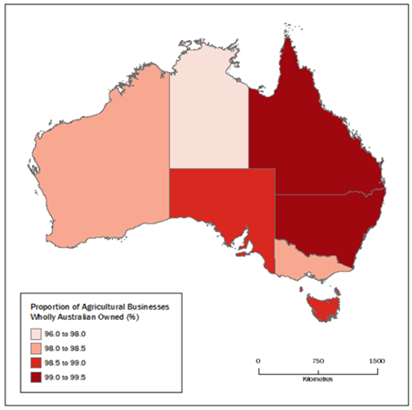 Proportion of Agricultural Businesses
Wholly Australian Owned (%)
96.0 to 98.0
98.0 to 98.5
98.5 to 99.0
99.0 to 99.5
0 750 1500
Kilometres